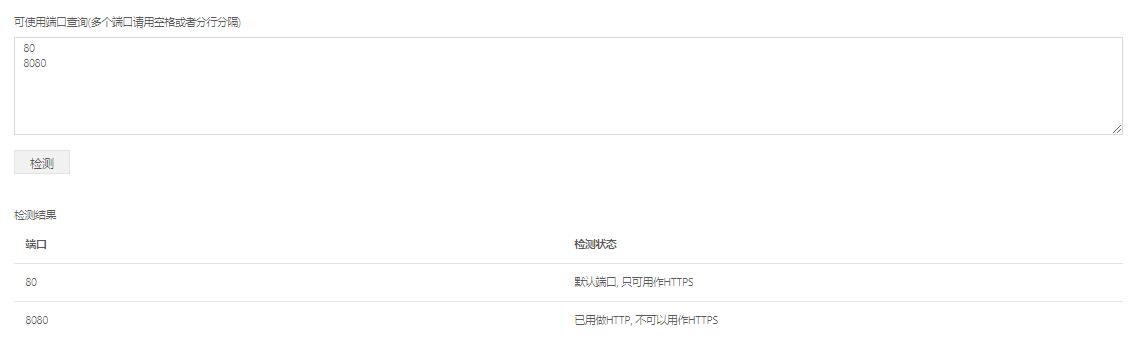 可使用端口查询(多个端口请用空格或者分行分隔)
80
8080
检测
检测结果
端口 检测状态
80 默认端口, 只可用作HTTPS
8080 已用做HTTP, 不可以用作HTTPS